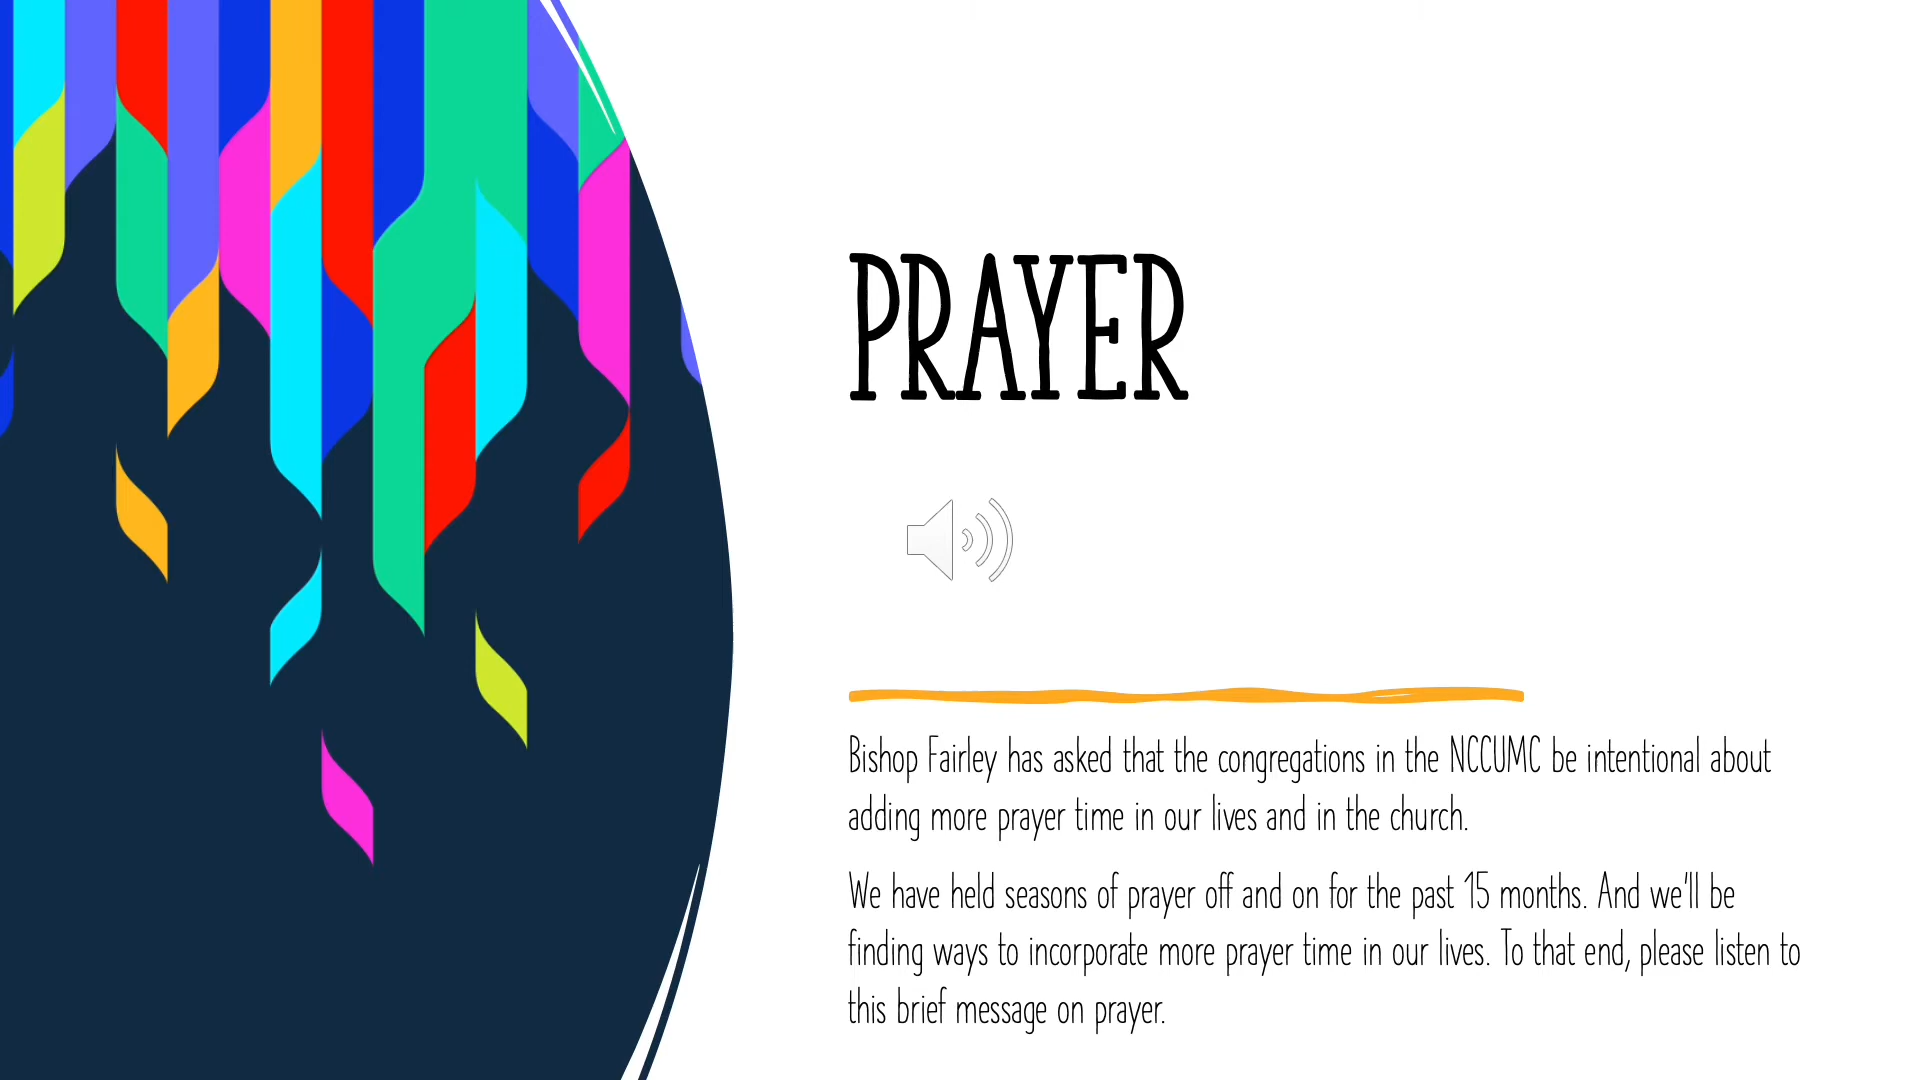 PRAYER
Bishop Fairley has asked that the congregations in the NCCUMC be intentional about
adding more prayer time in our lives and in the church.
We have held seasons of prayer off and on for the past 15 months. And we'll be
finding ways to incorporate more prayer time in our lives. To that end, please listen to
this brief message on prayer.